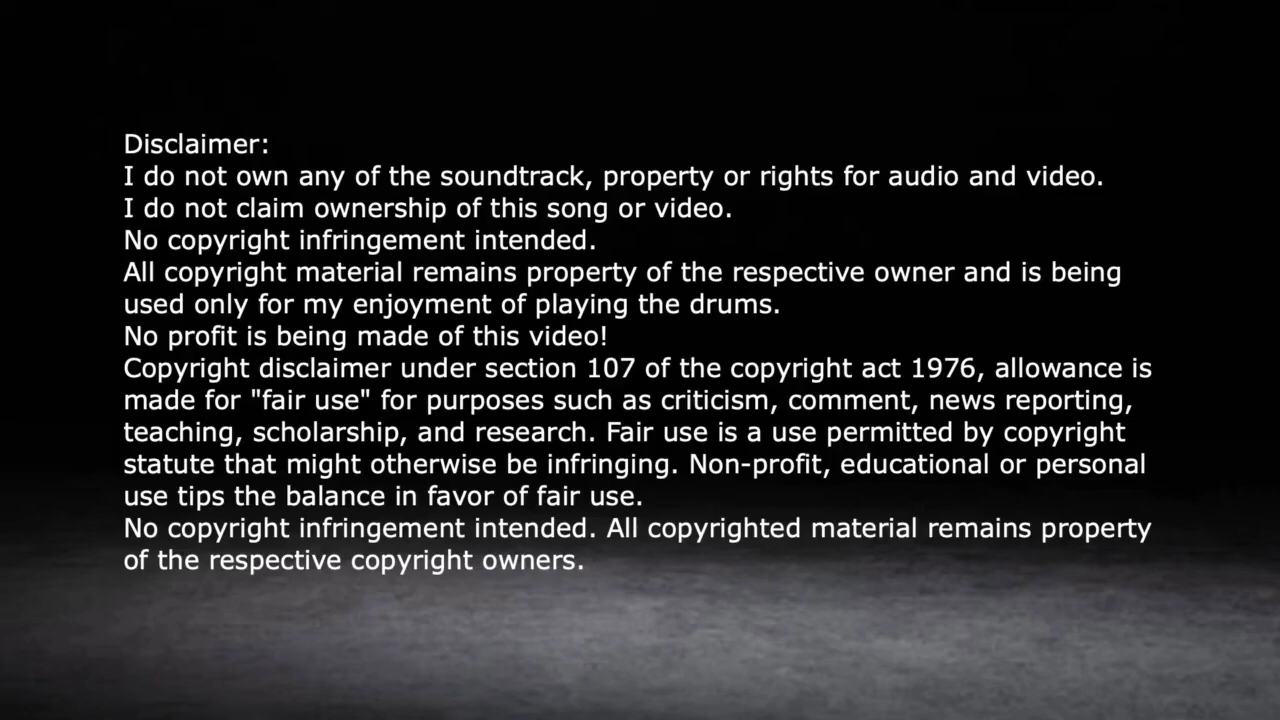 Disclaimer:
I do not own any of the soundtrack, property or rights for audio and video.
I do not claim ownership of this song or video.
No copyright infringement intended.
All copyright material remains property of the respective owner and is being
used only for my enjoyment of playing the drums.
No profit is being made of this video!
Copyright disclaimer under section 107 of the copyright act 1976, allowance is
made for "fair use" for purposes such as criticism, comment, news reporting,
teaching, scholarship, and research. Fair use is a use permitted by copyright
statute that might otherwise be infringing. Non-profit, educational or personal
use tips the balance in favor of fair use.
No copyright infringement intended. All copyrighted material remains property
of the respective copyright owners.